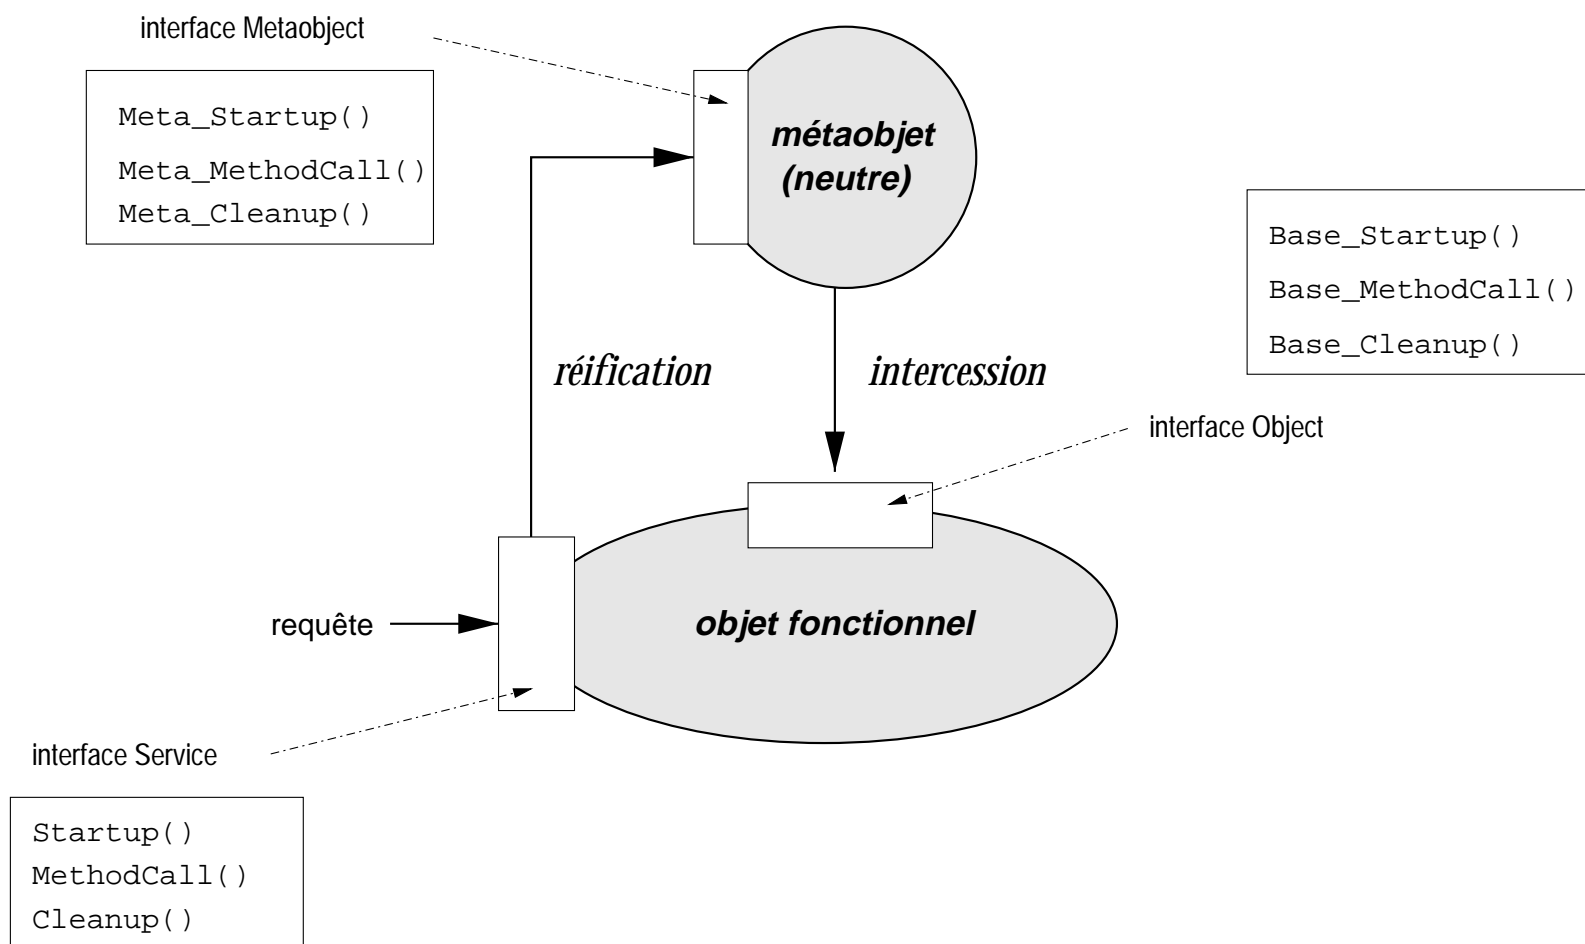 interface Metaobject
Meta_Startup()
Meta_MethodCall()
Meta_Cleanup()
métaobjet
(neutre)
Base_Startup()
Base_MethodCall()
Base_Cleanup()
réification
intercession
interface Object
requête
objet fonctionnel
interface Service
Startup()
MethodCall()
Cleanup()